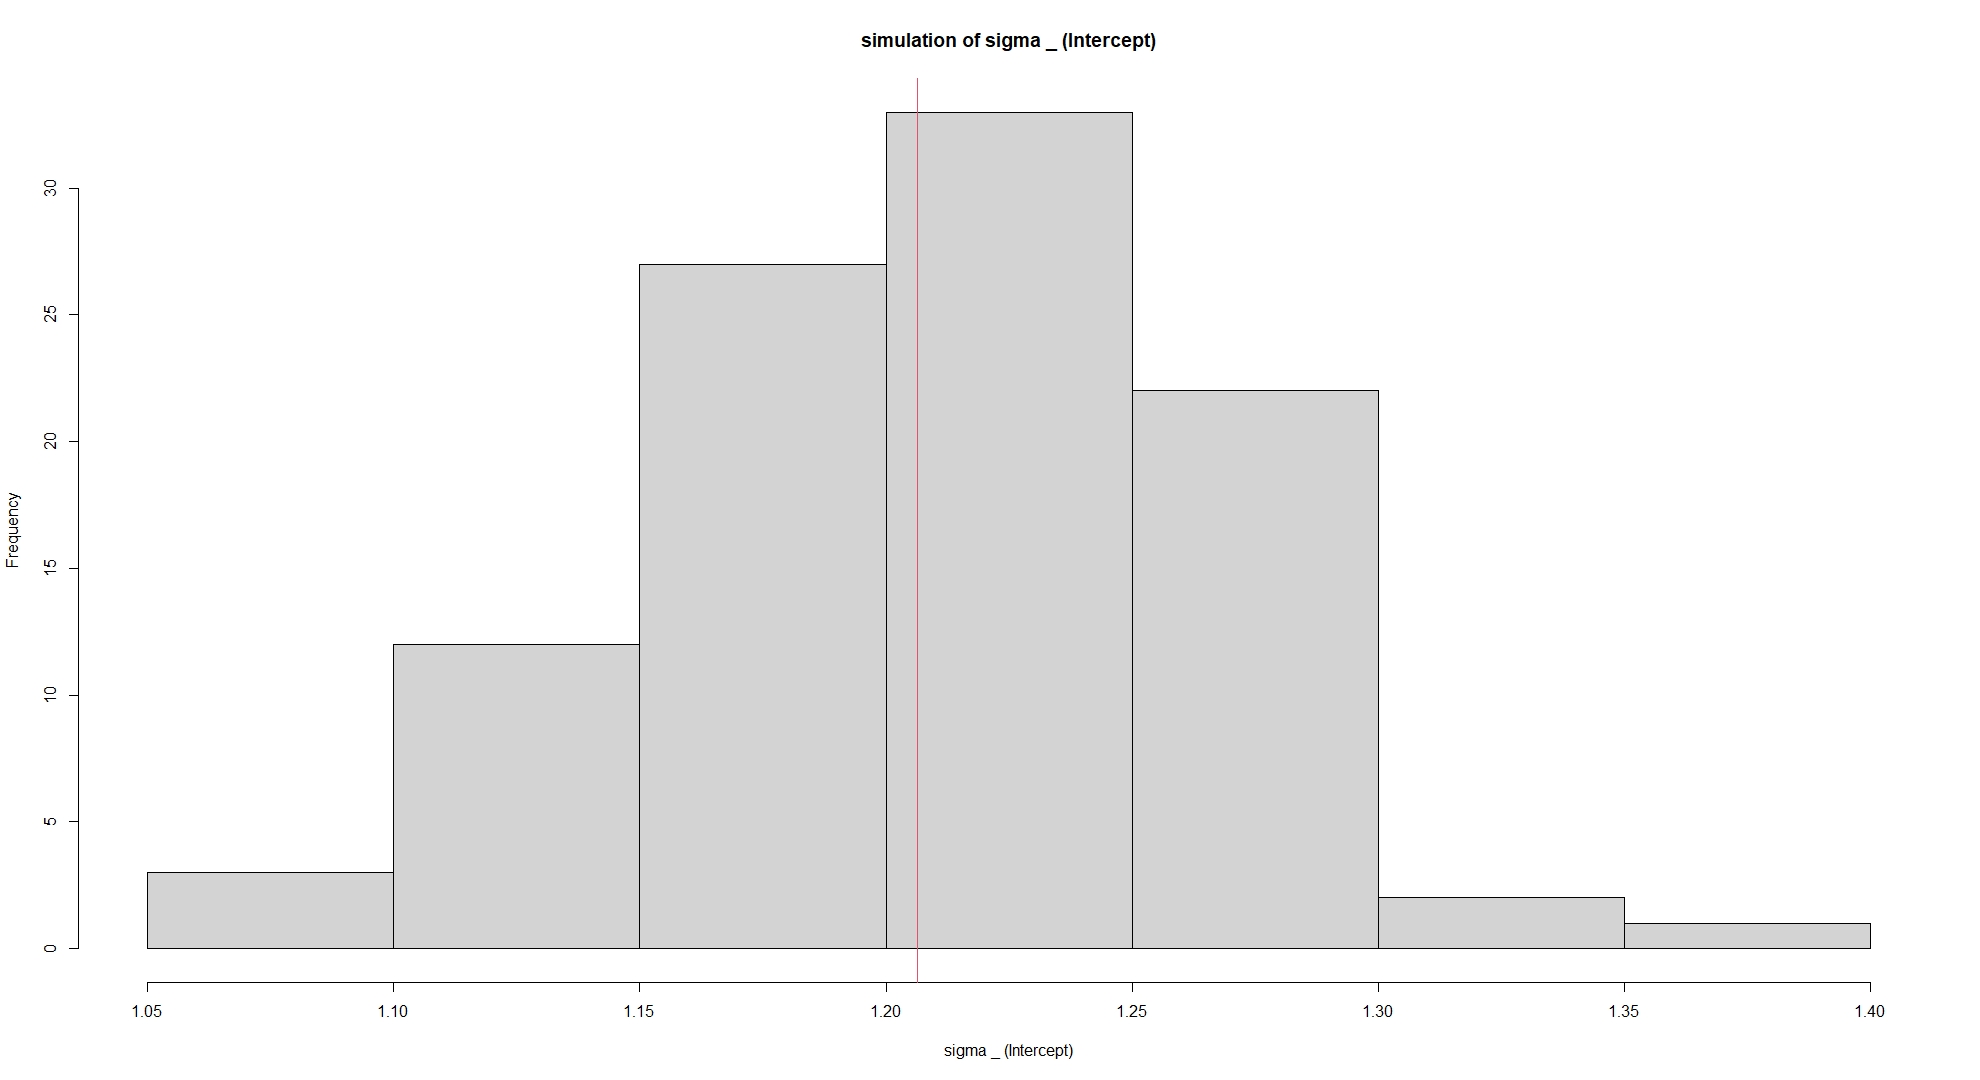 simulation of sigma _ (Intercept)
Frequency
30
25
20
15
10
5
0
1.05 1.10 1.15 1.20 1.25 1.30 1.35 1.40
sigma _ (Intercept)